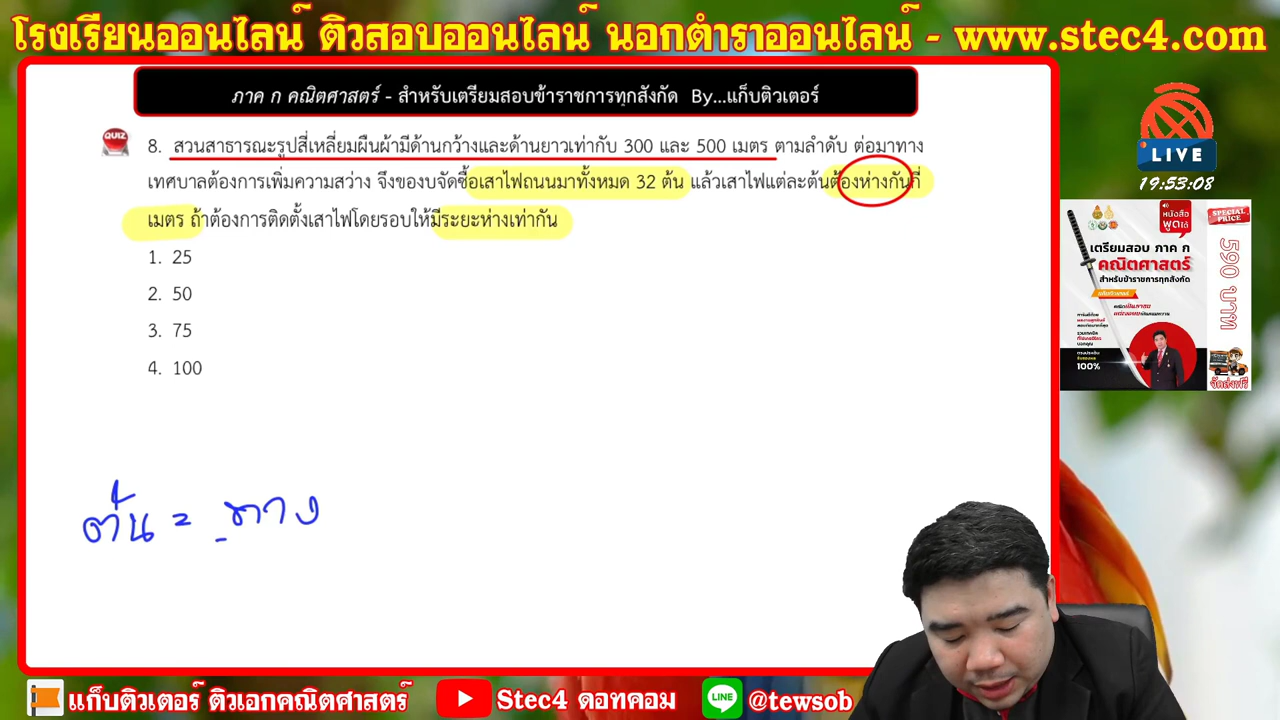 โรงเรียนออนไลน์ ติวสอบออนไลน์ นอกตำราออนไลน์ - www.stec4.com
ภาค ก คณิตศาสตร์ - สำหรับเตรียมสอบข้าราชการทุกสังกัด By...แก็บติวเตอร์
QUIZ
8. สวนสาธารณะรูปสี่เหลี่ยมผืนผ้ามีด้านกว้างและด้านยาวเท่ากับ 300 และ 500 เมตร ตามลำดับ ต่อมาทาง
เทศบาลต้องการเพิ่มความสว่าง จึงของบจัดซื้อเสาไฟถนนมาทั้งหมด 32 ต้น แล้วเสาไฟแต่ละต้นต้องห่างกันกี่
เมตร ถ้าต้องการติดตั้งเสาไฟโดยรอบให้มีระยะห่างเท่ากัน
1. 25
2. 50
3. 75
4. 100
ต้น = ทาง
LIVE
19:53:08
หนังสือ
พูดได้
SPECIAL
PRICE
เตรียมสอบ ภาค ก
คณิตศาสตร์
สำหรับข้าราชการทุกสังกัด
100%
590 บาท
จัดส่งฟรี
แก็บติวเตอร์ ติวเอกคณิตศาสตร์
Stec4 ดอทคอม
LINE
@tewsob